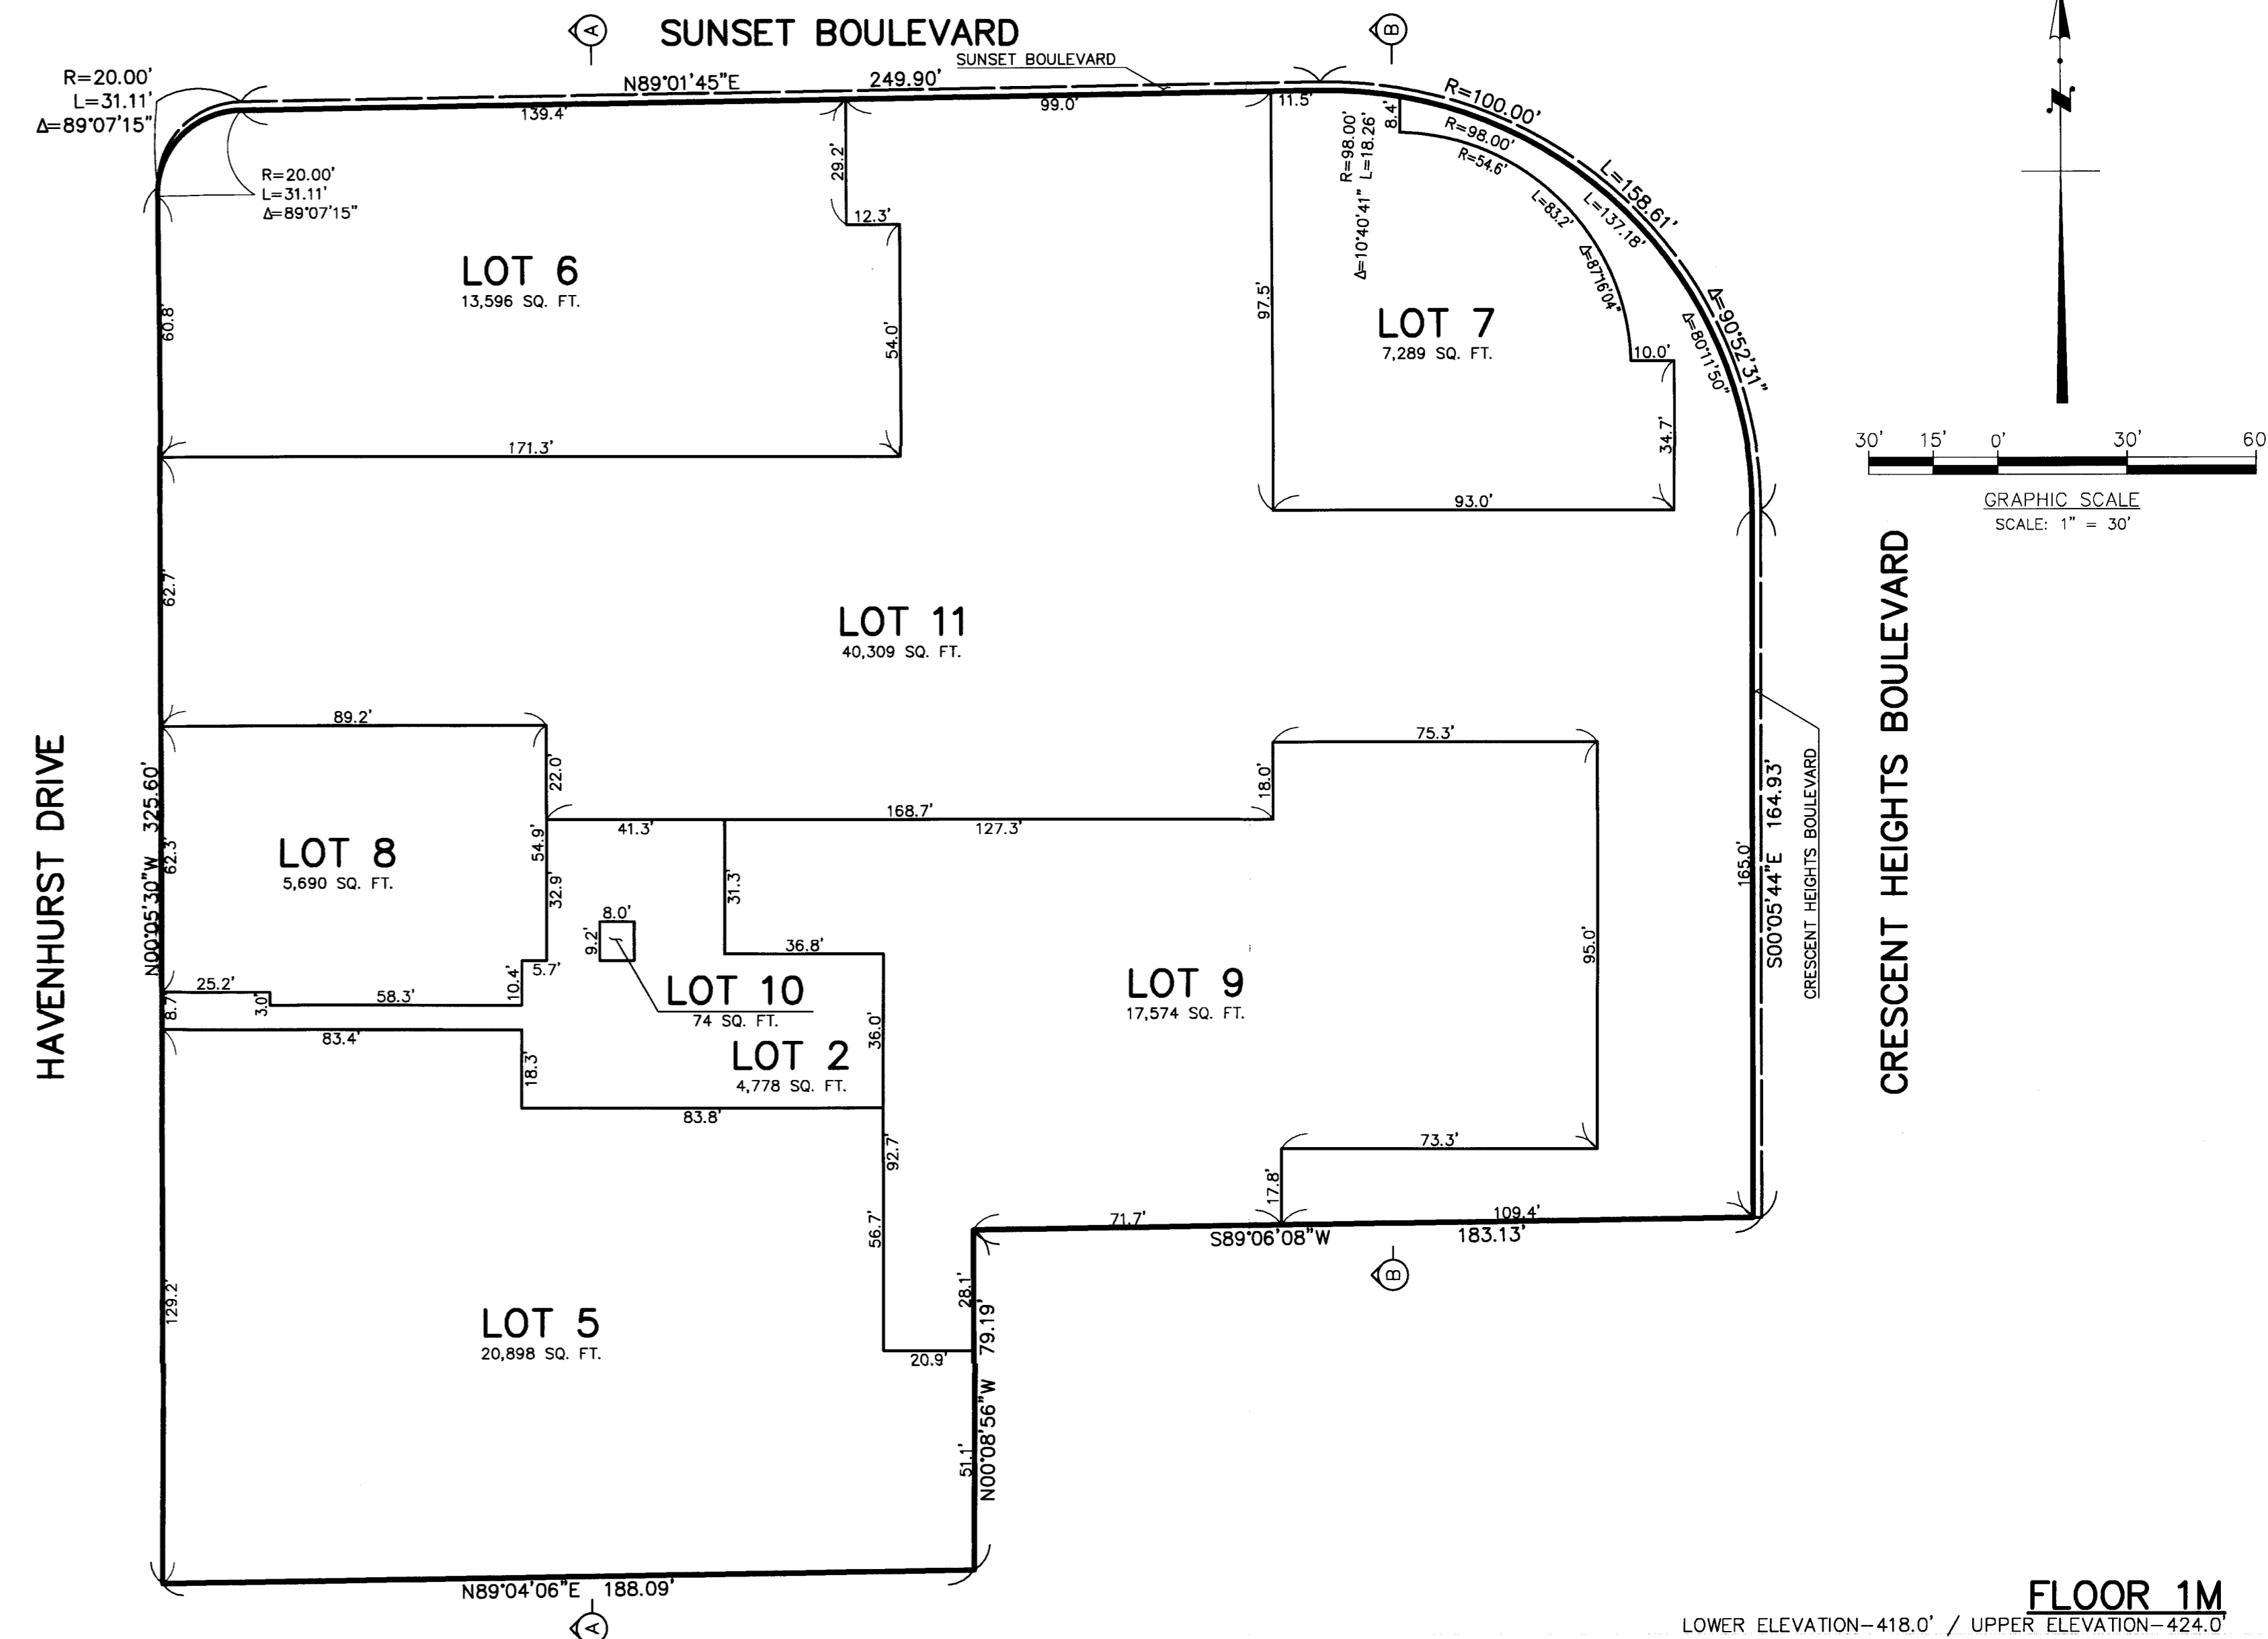 A
SUNSET BOULEVARD
B
SUNSET BOULEVARD
N89°01'45"E 249.90'
R=20.00'
L=31.11'
Δ=89°07'15"
139.4'
99.0'
11.5'
R=20.00'
L=31.11'
Δ=89°07'15"
29.2'
12.3'
54.0'
60.8'
LOT 6
13,596 SQ. FT.
171.3'
R=98.00'
Δ=10°40'41" L=18.26'
8.4'
R=100.00'
L=158.61'
Δ=90°52'31"
R=98.00'
L=137.18'
Δ=80°11'50"
R=54.6'
L=83.2'
Δ=87°16'04"
97.5'
LOT 7
7,289 SQ. FT.
10.0'
34.7'
93.0'
N
30' 15' 0' 30' 60
GRAPHIC SCALE
SCALE: 1" = 30'
62.7'
LOT 11
40,309 SQ. FT.
CRESCENT HEIGHTS BOULEVARD
CRESCENT HEIGHTS BOULEVARD
S00°05'44"E 164.93'
165.0'
HAVENHURST DRIVE
N00°05'30"W 325.60'
89.2'
22.0'
62.3'
LOT 8
5,690 SQ. FT.
54.9'
32.9'
25.2'
3.0'
58.3'
10.4'
5.7'
8.7'
168.7'
41.3'
127.3'
18.0'
75.3'
31.3'
36.8'
8.0'
9.2'
LOT 10
74 SQ. FT.
LOT 2
4,778 SQ. FT.
36.0'
83.4'
18.3'
83.8'
92.7'
56.7'
LOT 9
17,574 SQ. FT.
95.0'
73.3'
17.8'
71.7'
109.4'
S89°06'08"W 183.13'
B
129.2'
LOT 5
20,898 SQ. FT.
20.9'
28.1'
51.1'
N00°08'56"W 79.19'
N89°04'06"E 188.09'
A
FLOOR 1M
LOWER ELEVATION-418.0' / UPPER ELEVATION-424.0'